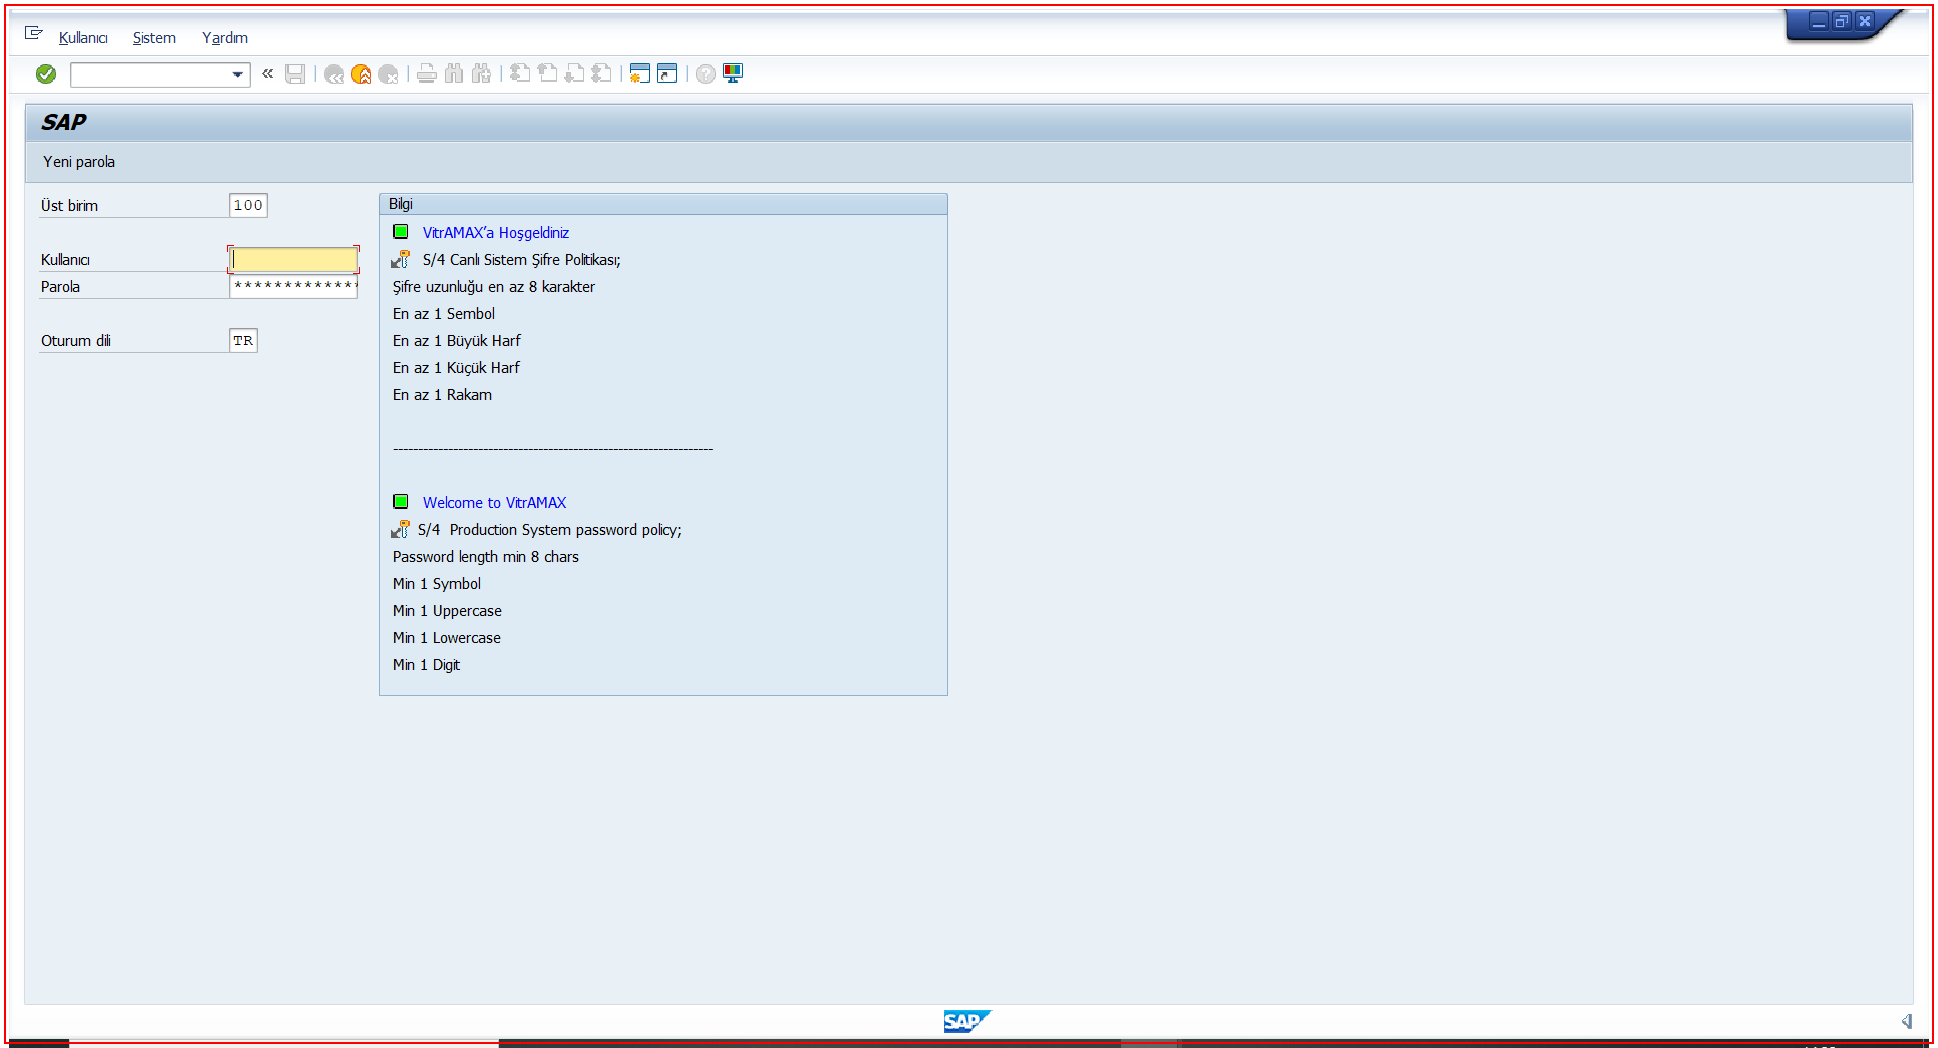 Kullanıcı Sistem Yardım
SAP
Yeni parola
Üst birim 100
Kullanıcı
Parola *************
Oturum dili TR
Bilgi
VitrAMAX'a Hoşgeldiniz
S/4 Canlı Sistem Şifre Politikası;
Şifre uzunluğu en az 8 karakter
En az 1 Sembol
En az 1 Büyük Harf
En az 1 Küçük Harf
En az 1 Rakam
----------------------------------------------------------------
Welcome to VitrAMAX
S/4  Production System password policy;
Password length min 8 chars
Min 1 Symbol
Min 1 Uppercase
Min 1 Lowercase
Min 1 Digit
SAP